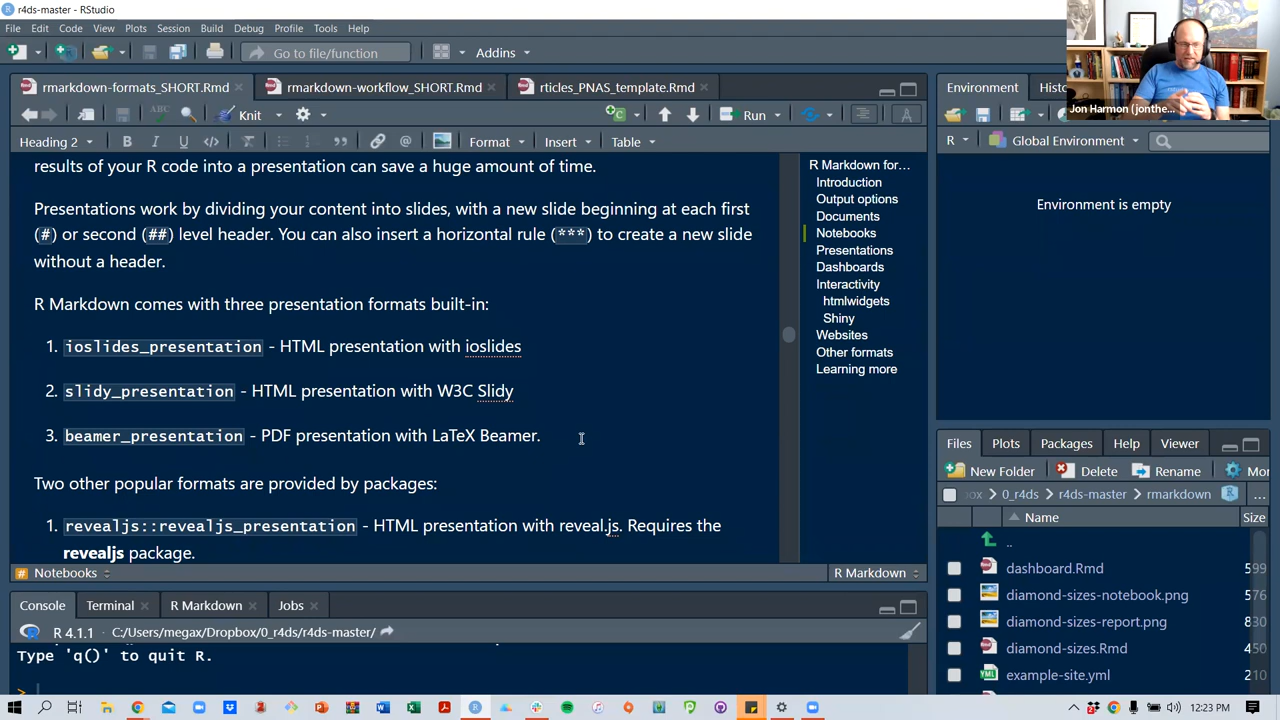 r4ds-master - RStudio
File Edit Code View Plots Session Build Debug Profile Tools Help
Go to file/function Addins
rmarkdown-formats_SHORT.Rmd rmarkdown-workflow_SHORT.Rmd rticles_PNAS_template.Rmd
Knit Run
Heading 2 B I U Format Insert Table
results of your R code into a presentation can save a huge amount of time.
Presentations work by dividing your content into slides, with a new slide beginning at each first
(#) or second (##) level header. You can also insert a horizontal rule (***) to create a new slide
without a header.
R Markdown comes with three presentation formats built-in:
1. ioslides_presentation - HTML presentation with ioslides
2. slidy_presentation - HTML presentation with W3C Slidy
3. beamer_presentation - PDF presentation with LaTeX Beamer.
Two other popular formats are provided by packages:
1. revealjs::revealjs_presentation - HTML presentation with reveal.js. Requires the
revealjs package.
# Notebooks R Markdown
R Markdown for...
Introduction
Output options
Documents
Notebooks
Presentations
Dashboards
Interactivity
htmlwidgets
Shiny
Websites
Other formats
Learning more
Console Terminal R Markdown Jobs
R 4.1.1 . C:/Users/megax/Dropbox/0_r4ds/r4ds-master/
Type 'q()' to quit R.
>
Jon Harmon (jonthe...
Environment Histo
R Global Environment
Environment is empty
Files Plots Packages Help Viewer
New Folder Delete Rename Mor
box 0_r4ds r4ds-master rmarkdown ...
Name Size
..
dashboard.Rmd 599
diamond-sizes-notebook.png 576
diamond-sizes-report.png 830
diamond-sizes.Rmd 450
example-site.yml 210
12:23 PM